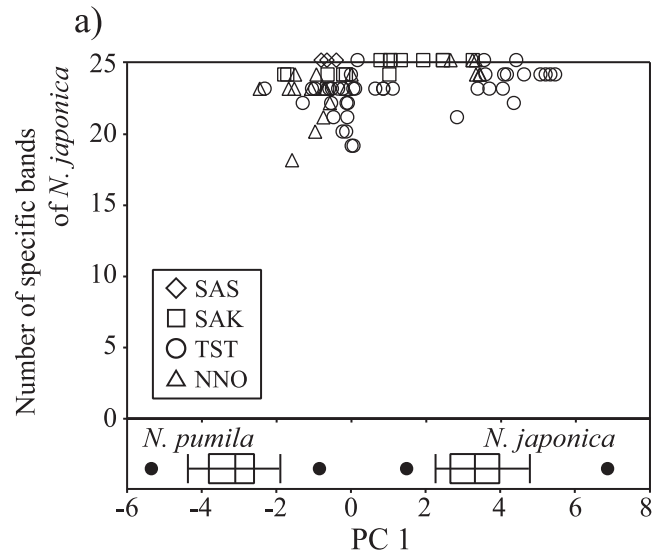 a)
Number of specific bands
of N. japonica
25
20
15
10
5
0
SAS
SAK
TST
NNO
N. pumila N. japonica
-6 -4 -2 0 2 4 6 8
PC 1